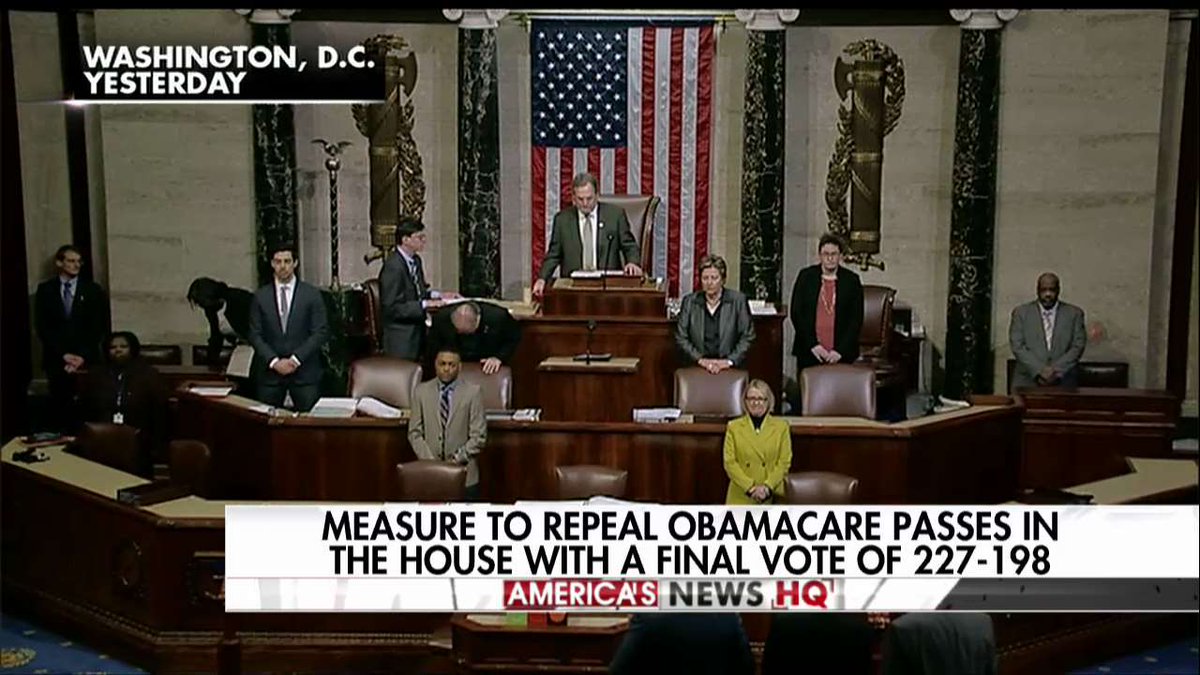 WASHINGTON, D.C.
YESTERDAY
MEASURE TO REPEAL OBAMACARE PASSES IN
THE HOUSE WITH A FINAL VOTE OF 227-198
AMERICA'S NEWS HQ